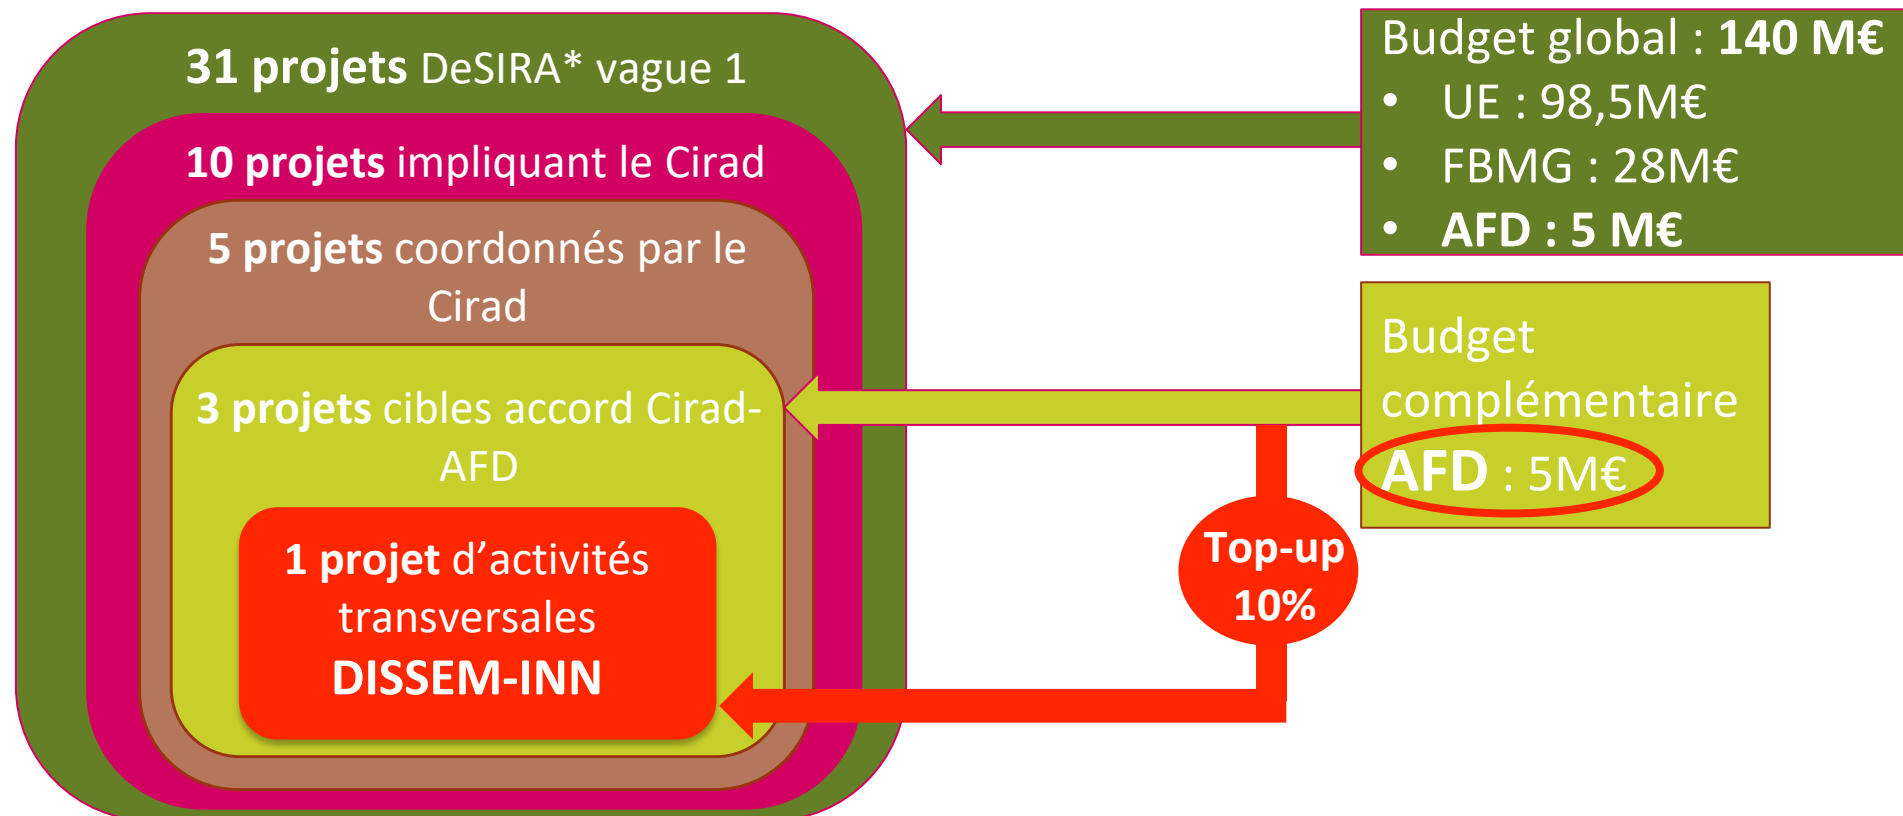 31 projets DeSIRA* vague 1
10 projets impliquant le Cirad
5 projets coordonnés par le
Cirad
3 projets cibles accord Cirad-
AFD
1 projet d’activités
transversales
DISSEM-INN
Budget global : 140 M€
• UE : 98,5M€
• FBMG : 28M€
• AFD : 5 M€
Budget
complémentaire
AFD : 5M€
Top-up
10%